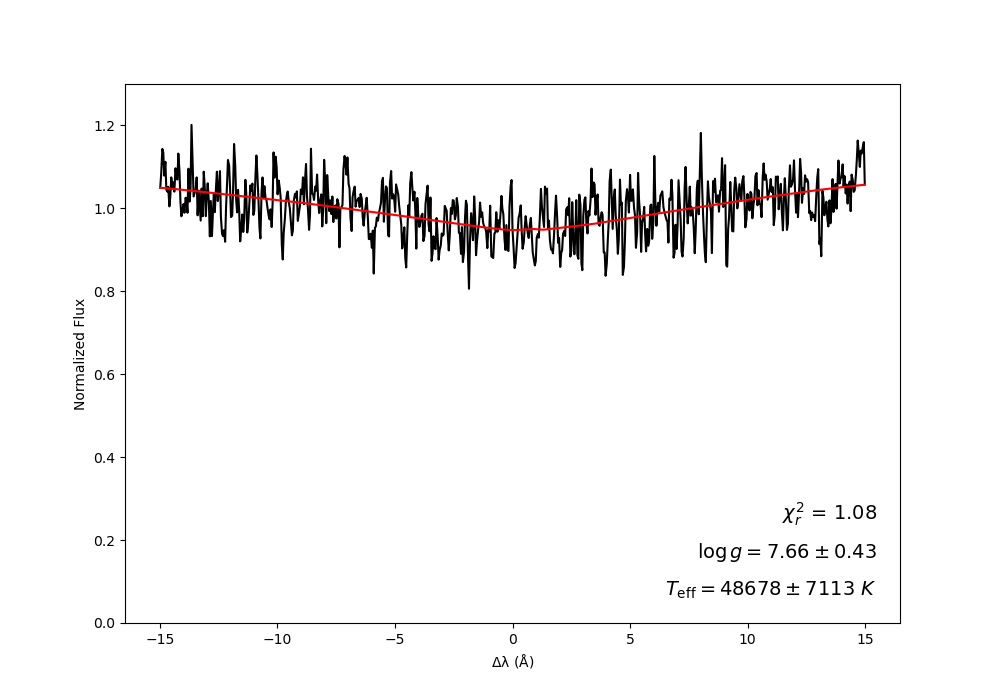 1.2
1.0
0.8
0.6
0.4
0.2
0.0
Normalized Flux
χ²ᵣ = 1.08
log g = 7.66 ± 0.43
T_eff = 48678 ± 7113 K
−15 −10 −5 0 5 10 15
Δλ (Å)